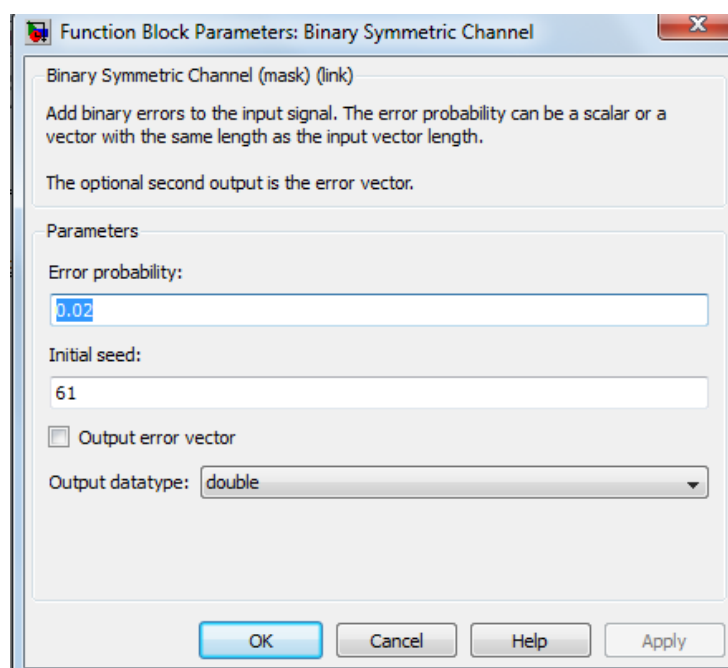 Function Block Parameters: Binary Symmetric Channel
Binary Symmetric Channel (mask) (link)
Add binary errors to the input signal. The error probability can be a scalar or a
vector with the same length as the input vector length.
The optional second output is the error vector.
Parameters
Error probability:
0.02
Initial seed:
61
Output error vector
Output datatype: double
OK Cancel Help Apply